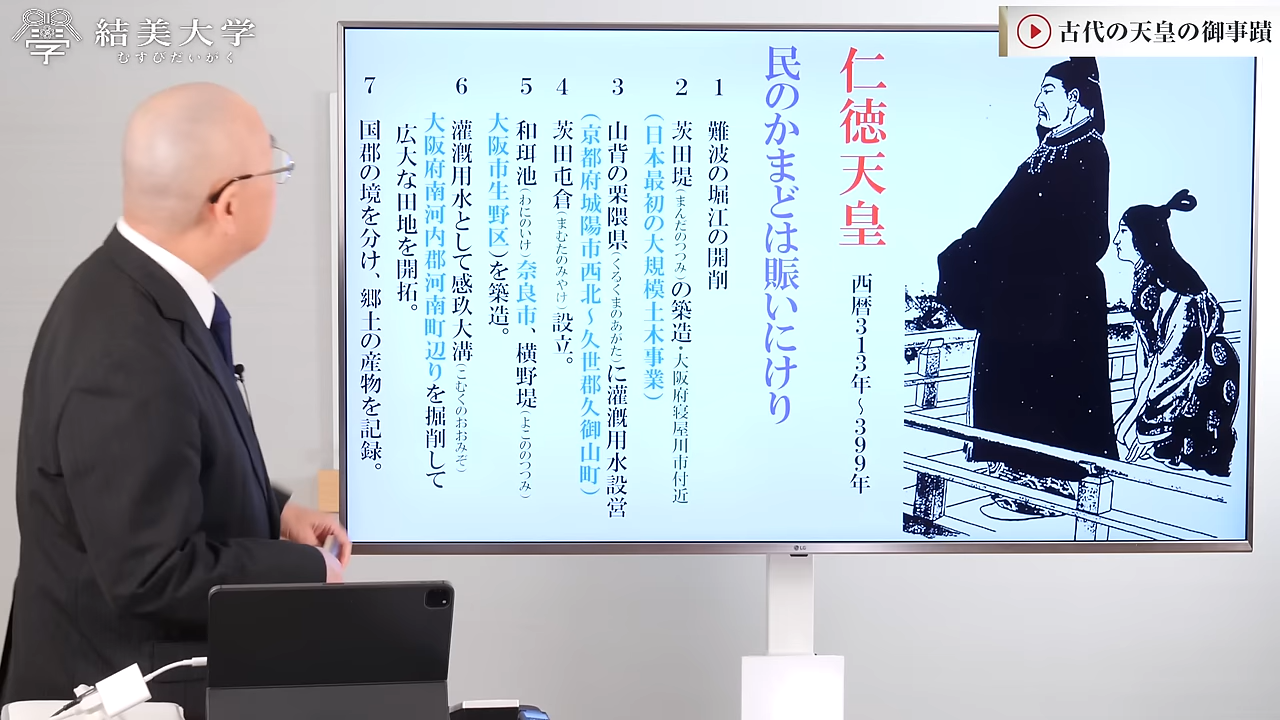 結美大学
むすびだいがく
古代の天皇の御事蹟
仁徳天皇 西暦313年~399年
民のかまどは賑いにけり
1 難波の堀江の開削
2 茨田堤(まんだのつつみ)の築造・大阪府寝屋川市付近
(日本最初の大規模土木事業)
3 山背の栗隈県(くるくまのあがた)に灌漑用水設営
(京都府城陽市西北~久世郡久御山町)
4 茨田屯倉(まむたのみやけ)設立。
5 和珥池(わにのいけ)奈良市、横野堤(よこののつつみ)
大阪市生野区)を築造。
6 灌漑用水として感玖大溝(こむくのおおみぞ)
大阪府南河内郡河南町辺りを掘削して
広大な田地を開拓。
7 国郡の境を分け、郷土の産物を記録。
LG